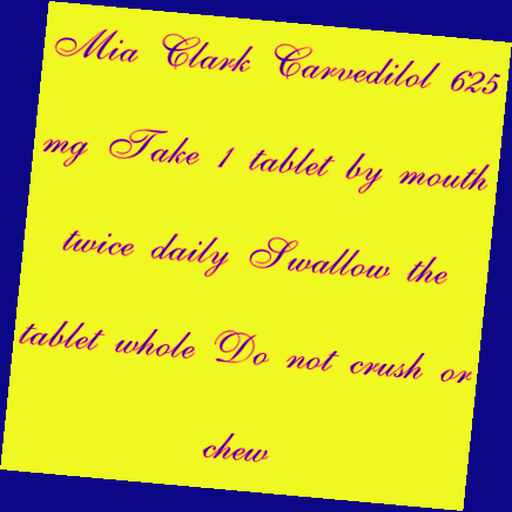 Mia Clark Carvedilol 625
mg Take 1 tablet by mouth
twice daily Swallow the
tablet whole Do not crush or
chew